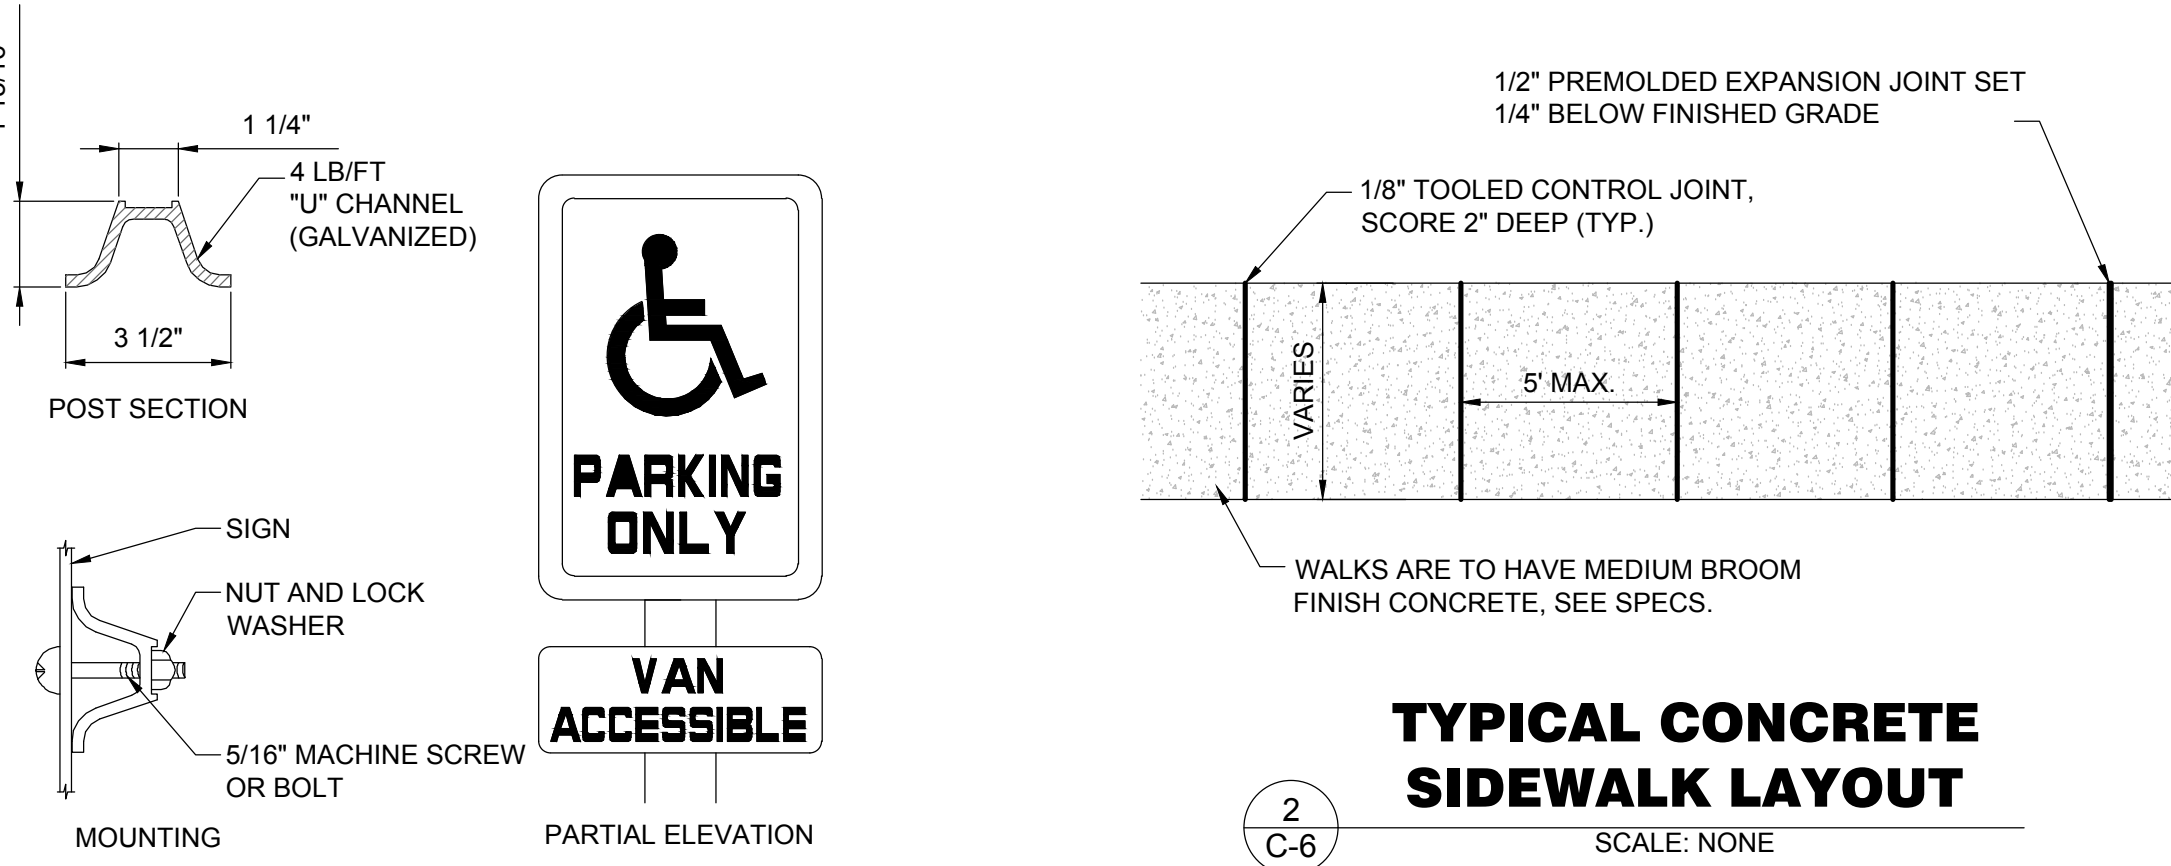 1 1/4"
4 LB/FT
"U" CHANNEL
(GALVANIZED)
3 1/2"
POST SECTION
SIGN
NUT AND LOCK
WASHER
5/16" MACHINE SCREW
OR BOLT
MOUNTING
PARKING
ONLY
VAN
ACCESSIBLE
PARTIAL ELEVATION
1/2" PREMOLDED EXPANSION JOINT SET
1/4" BELOW FINISHED GRADE
1/8" TOOLED CONTROL JOINT,
SCORE 2" DEEP (TYP.)
VARIES
5' MAX.
WALKS ARE TO HAVE MEDIUM BROOM
FINISH CONCRETE, SEE SPECS.
TYPICAL CONCRETE
SIDEWALK LAYOUT
2
C-6
SCALE: NONE